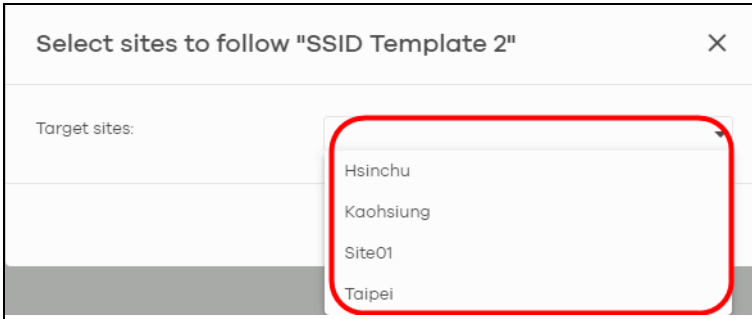 Select sites to follow "SSID Template 2"
Target sites:
Hsinchu
Kaohsiung
Site01
Taipei